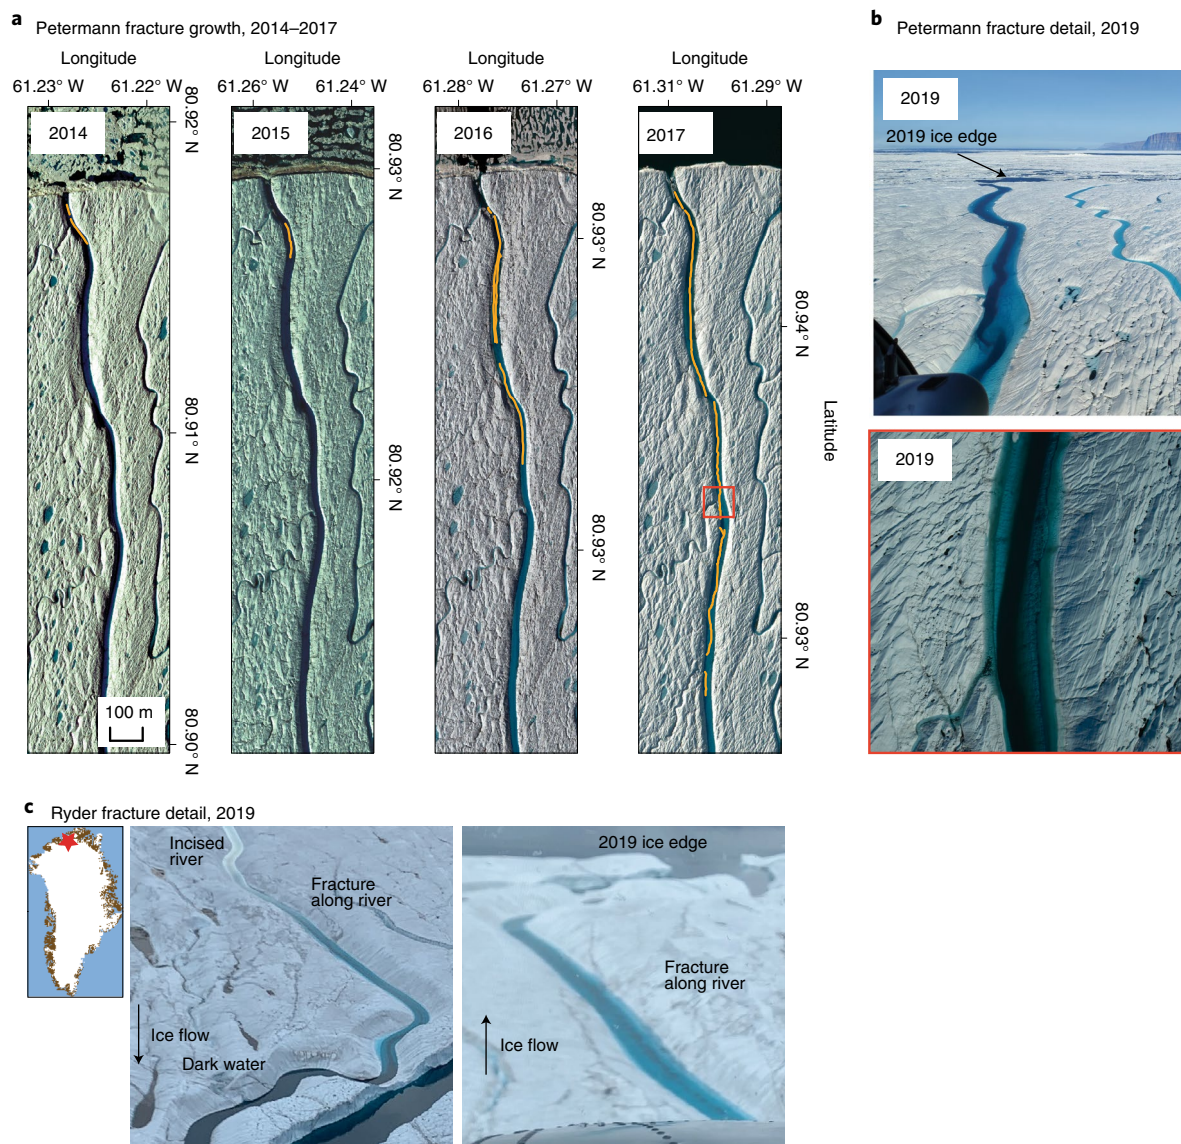 a
Petermann fracture growth, 2014–2017
Longitude
61.23° W 61.22° W
80.92° N
80.91° N
80.90° N
2014
100 m
Longitude
61.26° W 61.24° W
80.93° N
80.92° N
2015
Longitude
61.28° W 61.27° W
80.93° N
80.93° N
2016
Longitude
61.31° W 61.29° W
80.94° N
80.93° N
2017
Latitude
b
Petermann fracture detail, 2019
2019
2019 ice edge
2019
c
Ryder fracture detail, 2019
Incised
river
Fracture
along river
Ice flow
Dark water
2019 ice edge
Fracture
along river
Ice flow